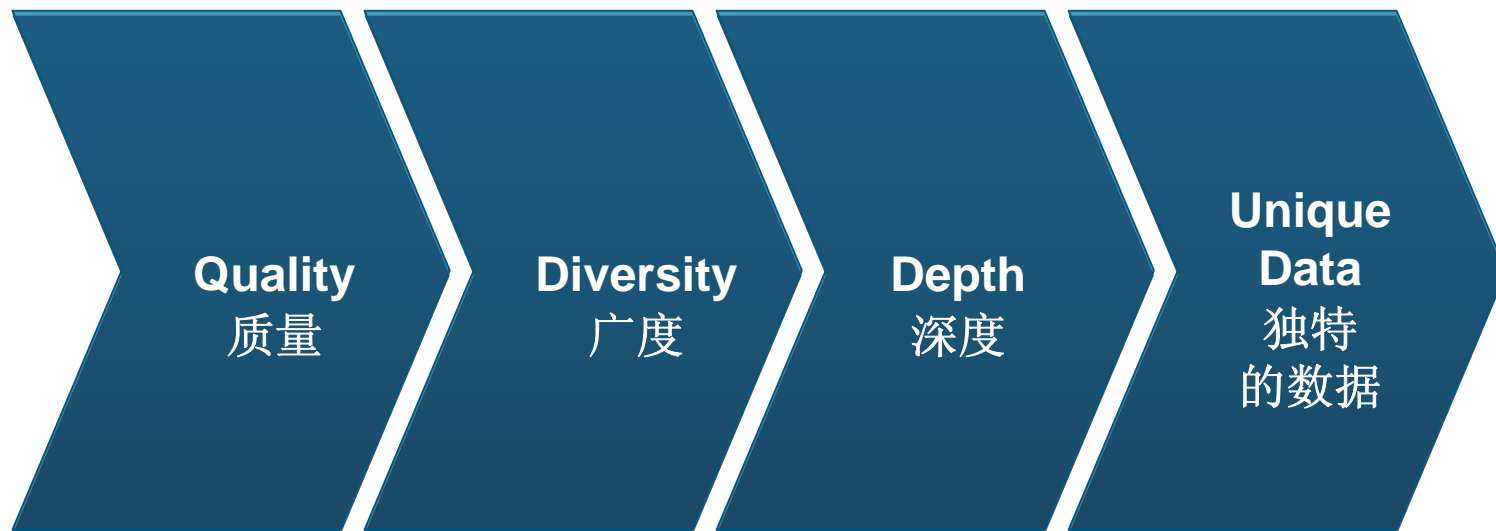 Quality
质量
Diversity
广度
Depth
深度
Unique
Data
独特
的数据